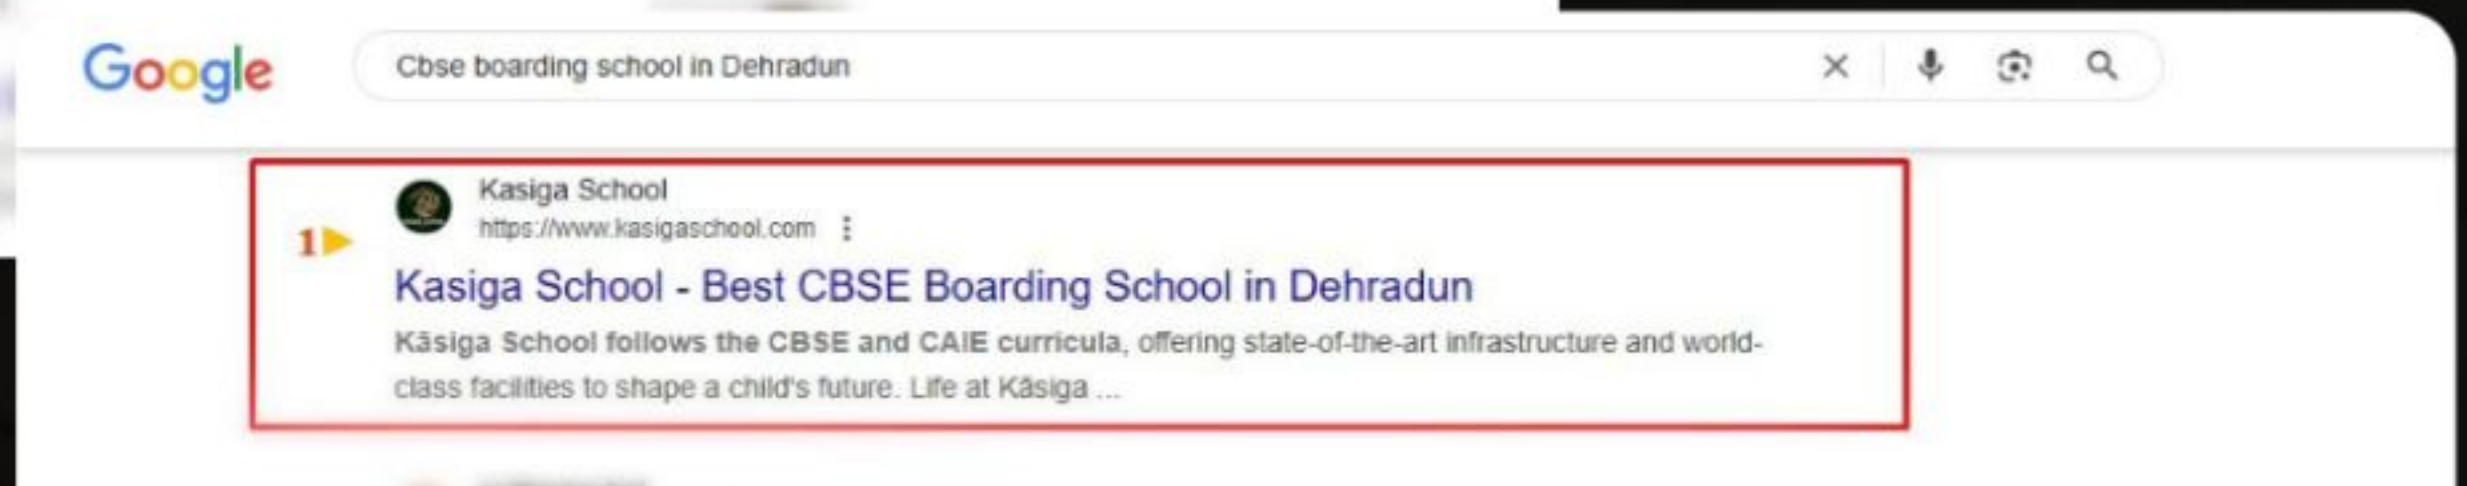 Google
Cbse boarding school in Dehradun
Kasiga School
https://www.kasigaschool.com
1
Kasiga School - Best CBSE Boarding School in Dehradun
Kāsiga School follows the CBSE and CAIE curricula, offering state-of-the-art infrastructure and world-
class facilities to shape a child's future. Life at Kāsiga ...